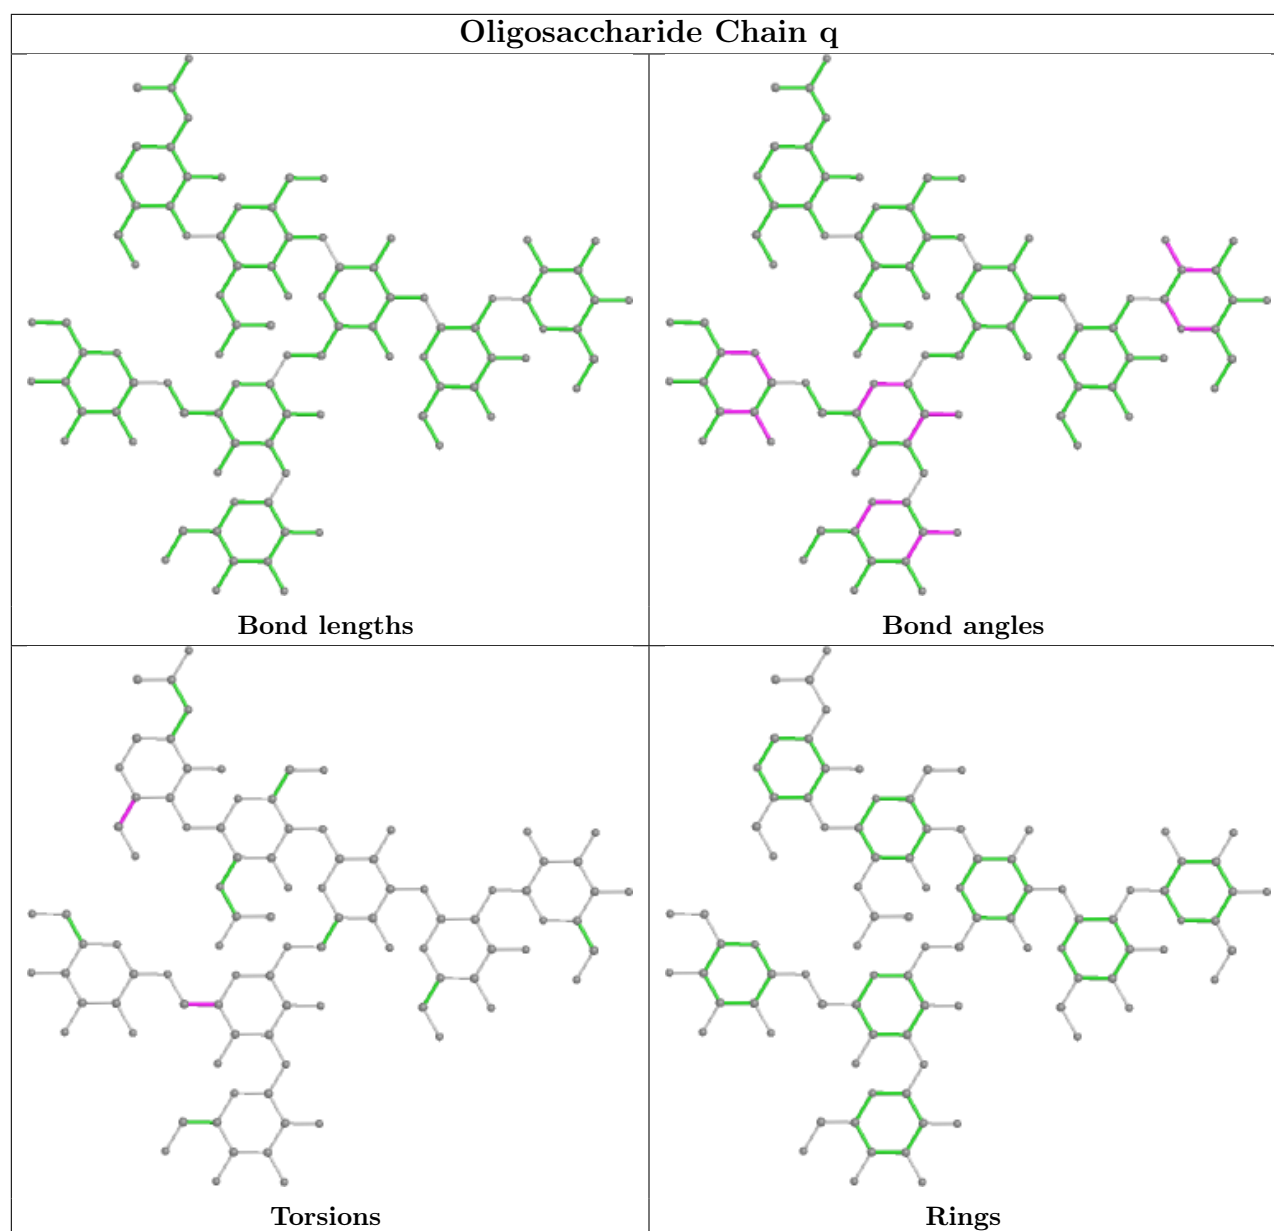 Oligosaccharide Chain q
Bond lengths
Bond angles
Torsions
Rings